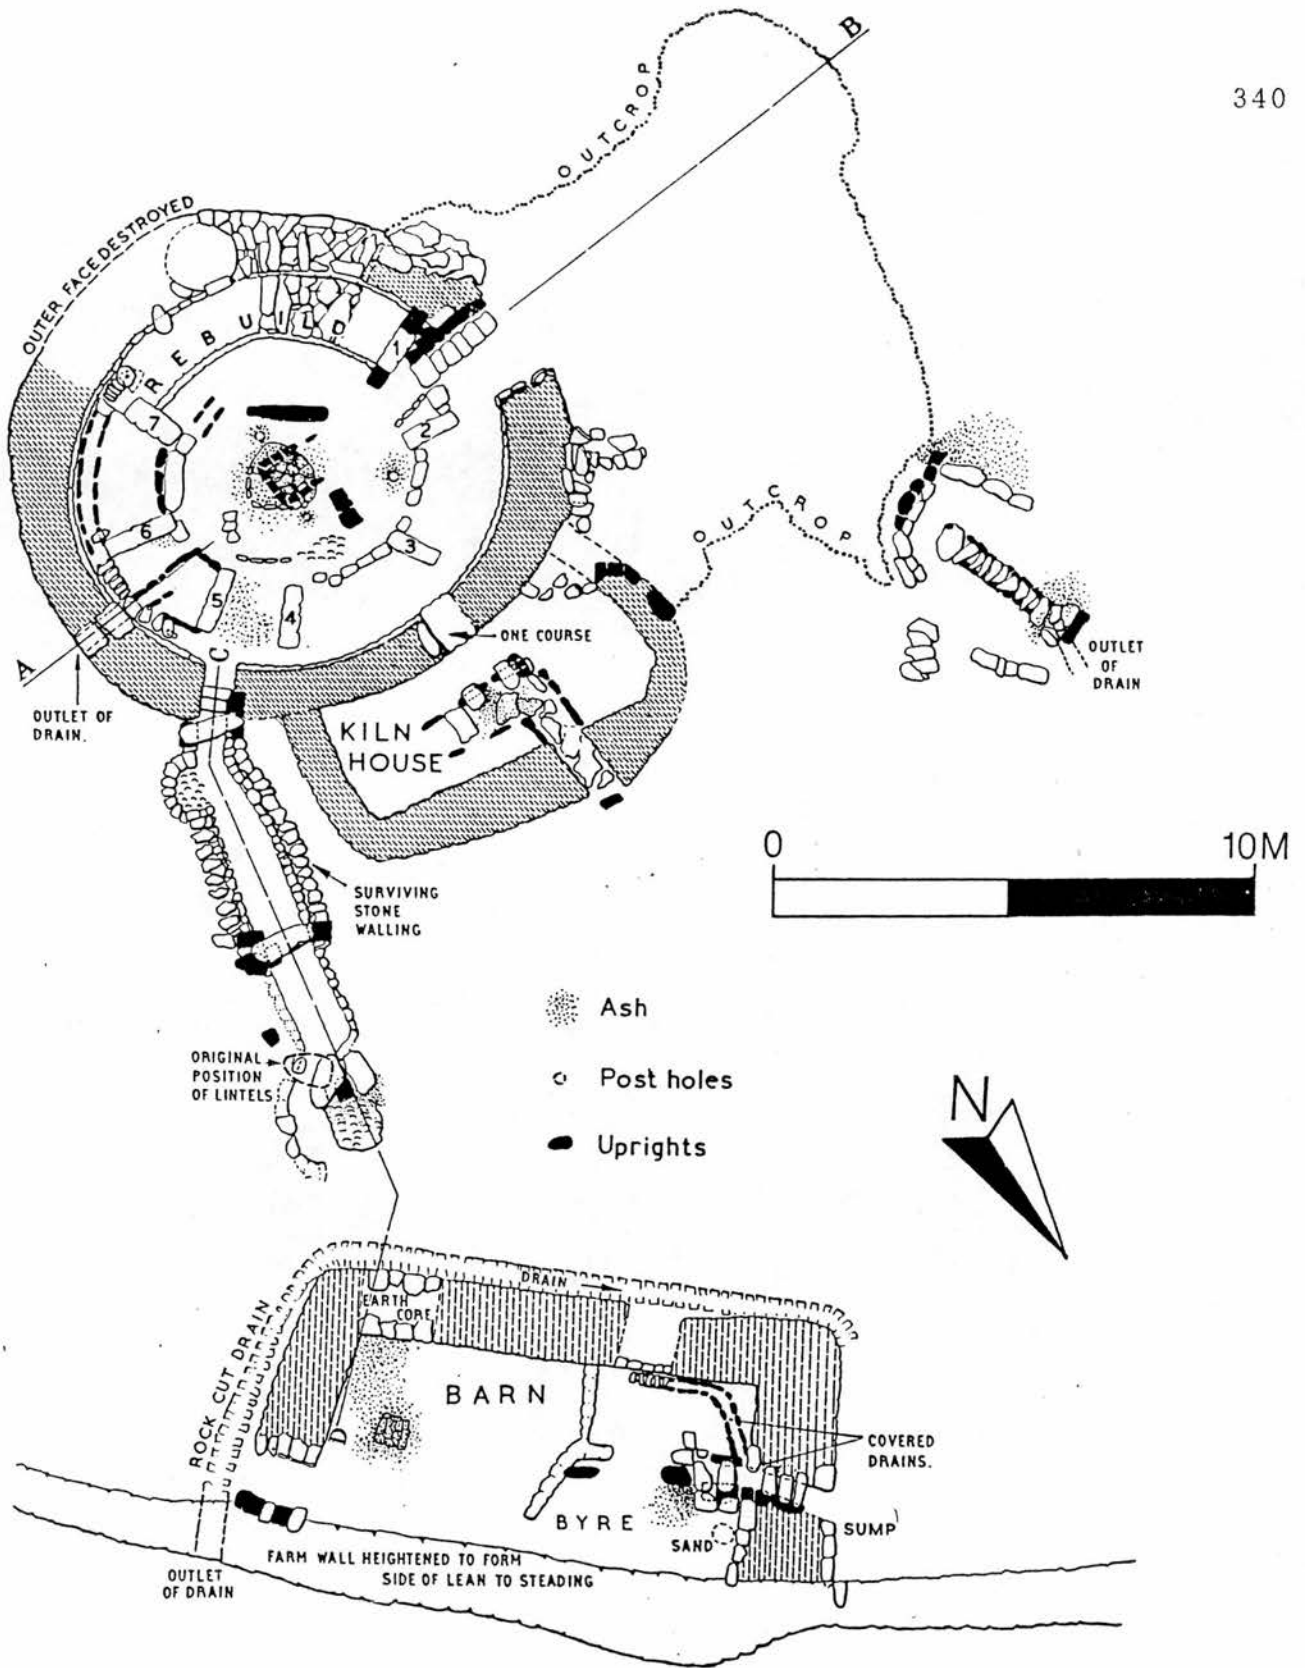 340
B
OUTCROP
OUTER FACE DESTROYED
REBUILD
1
7
2
6
3
5
4
OUTCROP
C
ONE COURSE
A
OUTLET OF
DRAIN.
OUTLET
OF
DRAIN
KILN
HOUSE
0 10M
SURVIVING
STONE
WALLING
Ash
Post holes
Uprights
ORIGINAL
POSITION
OF LINTELS
N
DRAIN
EARTH
CORE
ROCK CUT DRAIN
BARN
D
COVERED
DRAINS.
BYRE
SAND
SUMP
FARM WALL HEIGHTENED TO FORM
SIDE OF LEAN TO STEADING
OUTLET
OF DRAIN